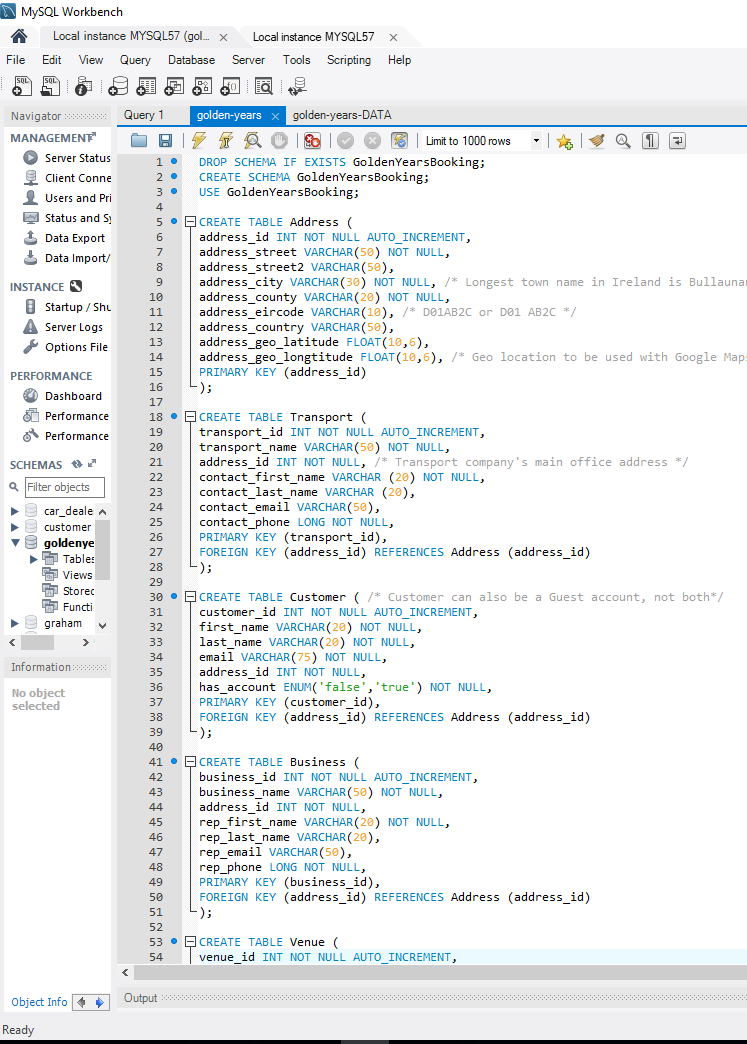 MySQL Workbench
Local instance MYSQL57 (gol... ×
Local instance MYSQL57 ×
File Edit View Query Database Server Tools Scripting Help
Navigator
MANAGEMENT
Server Status
Client Conne
Users and Pri
Status and Sy
Data Export
Data Import/
INSTANCE
Startup / Shu
Server Logs
Options File
PERFORMANCE
Dashboard
Performance
Performance
SCHEMAS
Filter objects
car_deale
customer
goldenye
Tables
Views
Stored
Functi
graham
Information
No object
selected
Object Info
Query 1
golden-years ×
golden-years-DATA
Limit to 1000 rows
1 DROP SCHEMA IF EXISTS GoldenYearsBooking;
2 CREATE SCHEMA GoldenYearsBooking;
3 USE GoldenYearsBooking;
4
5 CREATE TABLE Address (
6 address_id INT NOT NULL AUTO_INCREMENT,
7 address_street VARCHAR(50) NOT NULL,
8 address_street2 VARCHAR(50),
9 address_city VARCHAR(30) NOT NULL, /* Longest town name in Ireland is Bullaunan
10 address_county VARCHAR(20) NOT NULL,
11 address_eircode VARCHAR(10), /* D01AB2C or D01 AB2C */
12 address_country VARCHAR(50),
13 address_geo_latitude FLOAT(10,6),
14 address_geo_longtitude FLOAT(10,6), /* Geo location to be used with Google Maps
15 PRIMARY KEY (address_id)
16 );
17
18 CREATE TABLE Transport (
19 transport_id INT NOT NULL AUTO_INCREMENT,
20 transport_name VARCHAR(50) NOT NULL,
21 address_id INT NOT NULL, /* Transport company's main office address */
22 contact_first_name VARCHAR (20) NOT NULL,
23 contact_last_name VARCHAR (20),
24 contact_email VARCHAR(50),
25 contact_phone LONG NOT NULL,
26 PRIMARY KEY (transport_id),
27 FOREIGN KEY (address_id) REFERENCES Address (address_id)
28 );
29
30 CREATE TABLE Customer ( /* Customer can also be a Guest account, not both*/
31 customer_id INT NOT NULL AUTO_INCREMENT,
32 first_name VARCHAR(20) NOT NULL,
33 last_name VARCHAR(20) NOT NULL,
34 email VARCHAR(75) NOT NULL,
35 address_id INT NOT NULL,
36 has_account ENUM('false','true') NOT NULL,
37 PRIMARY KEY (customer_id),
38 FOREIGN KEY (address_id) REFERENCES Address (address_id)
39 );
40
41 CREATE TABLE Business (
42 business_id INT NOT NULL AUTO_INCREMENT,
43 business_name VARCHAR(50) NOT NULL,
44 address_id INT NOT NULL,
45 rep_first_name VARCHAR(20) NOT NULL,
46 rep_last_name VARCHAR(20),
47 rep_email VARCHAR(50),
48 rep_phone LONG NOT NULL,
49 PRIMARY KEY (business_id),
50 FOREIGN KEY (address_id) REFERENCES Address (address_id)
51 );
52
53 CREATE TABLE Venue (
54 venue_id INT NOT NULL AUTO_INCREMENT,
Output
Ready